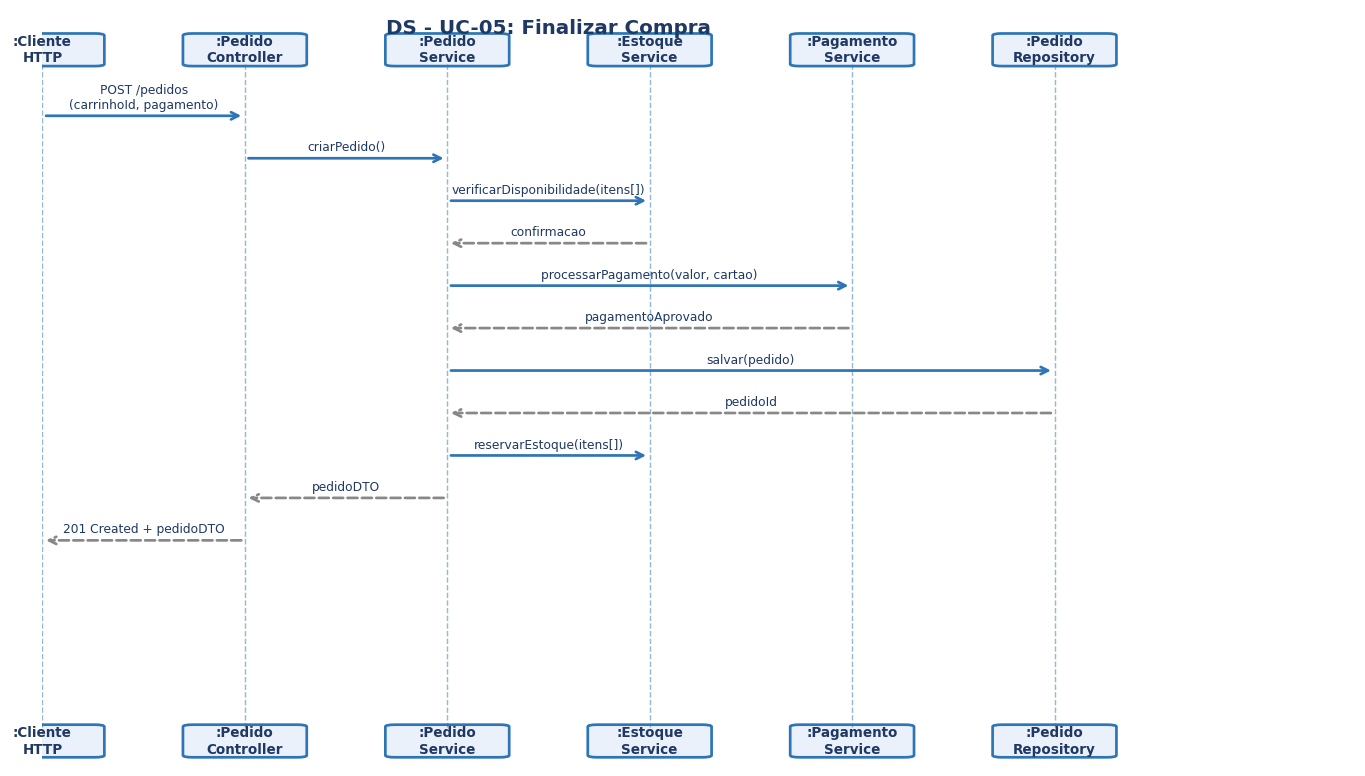 DS - UC-05: Finalizar Compra
:Cliente
HTTP
:Pedido
Controller
:Pedido
Service
:Estoque
Service
:Pagamento
Service
:Pedido
Repository
POST /pedidos
(carrinhoId, pagamento)
criarPedido()
verificarDisponibilidade(itens[])
confirmacao
processarPagamento(valor, cartao)
pagamentoAprovado
salvar(pedido)
pedidoId
reservarEstoque(itens[])
pedidoDTO
201 Created + pedidoDTO
:Cliente
HTTP
:Pedido
Controller
:Pedido
Service
:Estoque
Service
:Pagamento
Service
:Pedido
Repository